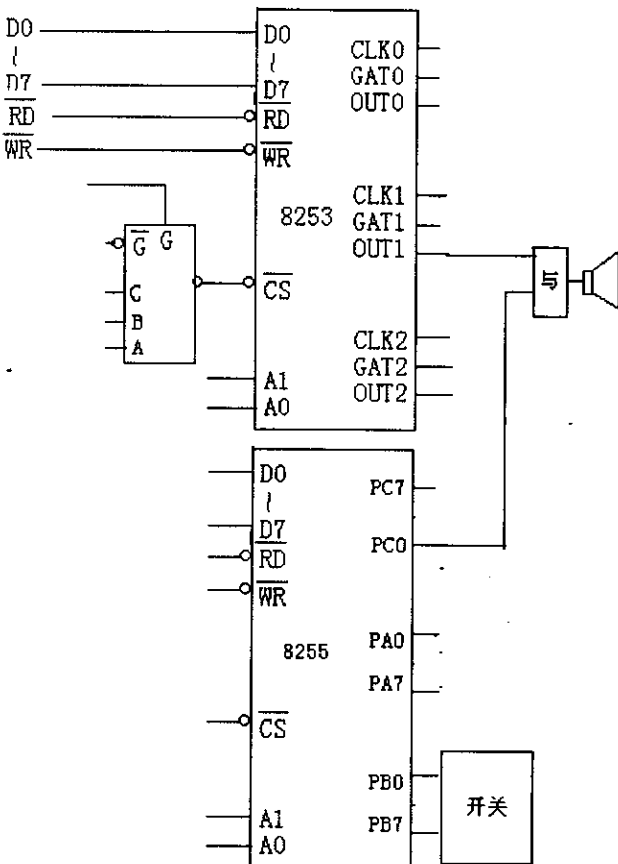 D0
D0
CLK0
~
~
GAT0
D7
D7
OUT0
RD
RD
WR
WR
CLK1
8253
GAT1
G G
OUT1
与
C
CS
B
A
CLK2
GAT2
A1
OUT2
A0
D0
PC7
~
D7
PC0
RD
WR
8255
PA0
PA7
CS
PB0
开关
A1
PB7
A0